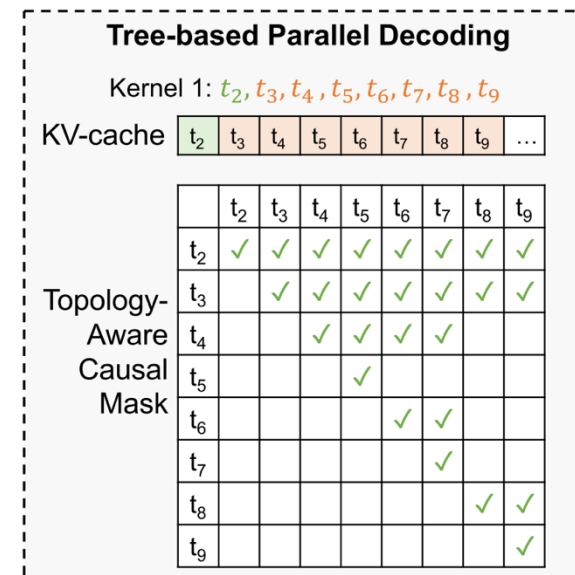 Tree-based Parallel Decoding
Kernel 1: t₂, t₃, t₄, t₅, t₆, t₇, t₈, t₉
KV-cache t₂ t₃ t₄ t₅ t₆ t₇ t₈ t₉ ...
t₂ t₃ t₄ t₅ t₆ t₇ t₈ t₉
t₂ ✓ ✓ ✓ ✓ ✓ ✓ ✓ ✓
t₃ ✓ ✓ ✓ ✓ ✓ ✓ ✓
t₄ ✓ ✓ ✓ ✓
t₅ ✓
t₆ ✓ ✓
t₇ ✓
t₈ ✓ ✓
t₉ ✓
Topology-
Aware
Causal
Mask